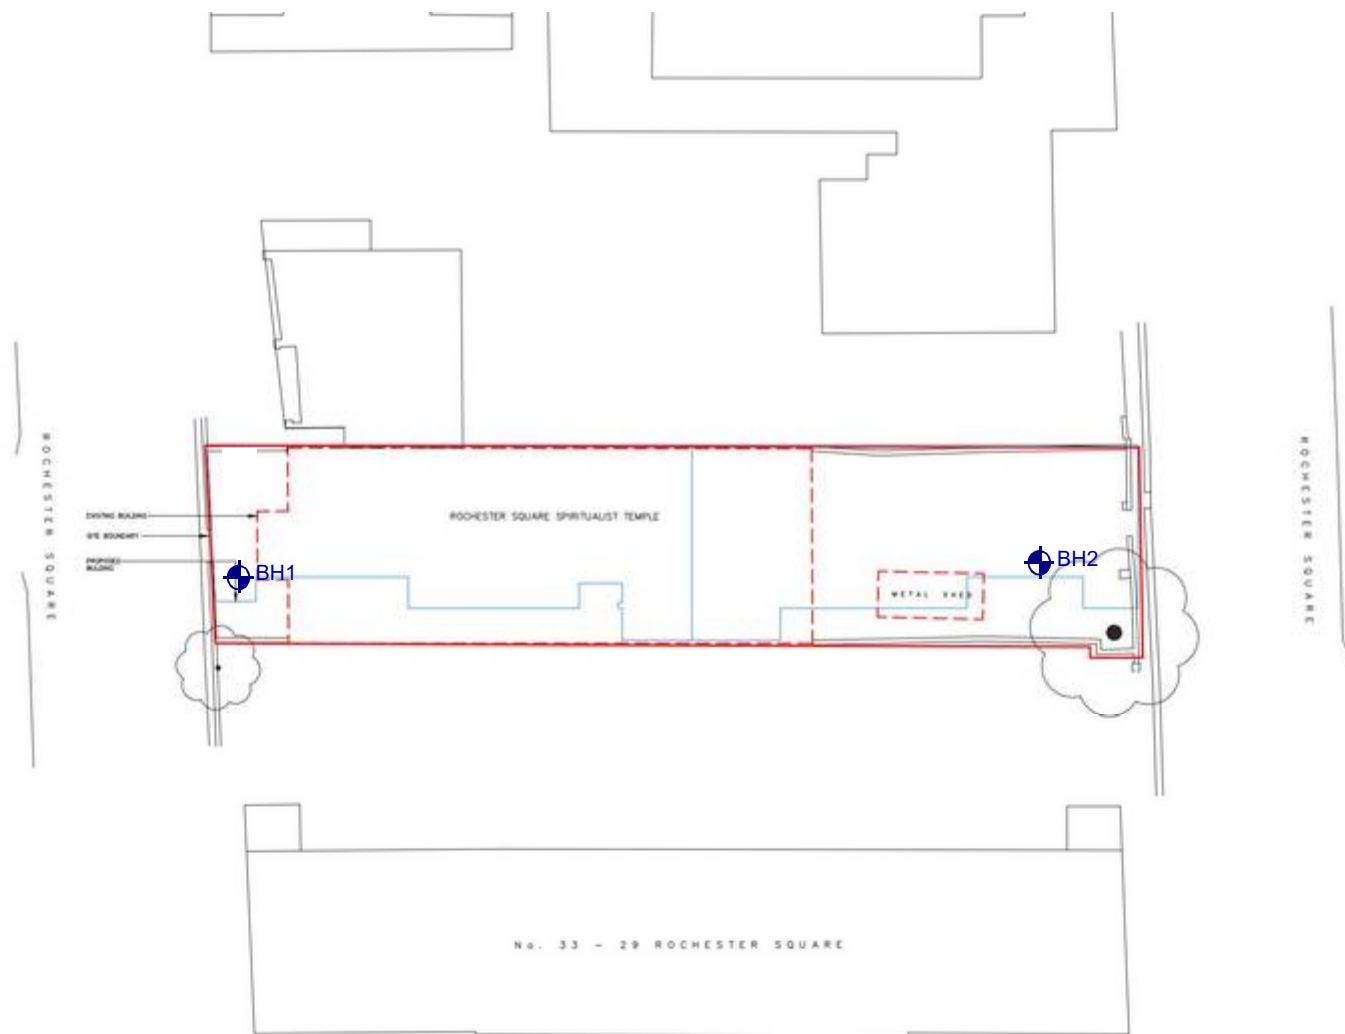 ROCHESTER SQUARE
ROCHESTER SQUARE
EXISTING BUILDING
ROCHESTER SQUARE SPIRITUALIST TEMPLE
SITE BOUNDARY
PROPOSED
BUILDING
BH1
BH2
METAL SHED
No. 33 - 29 ROCHESTER SQUARE